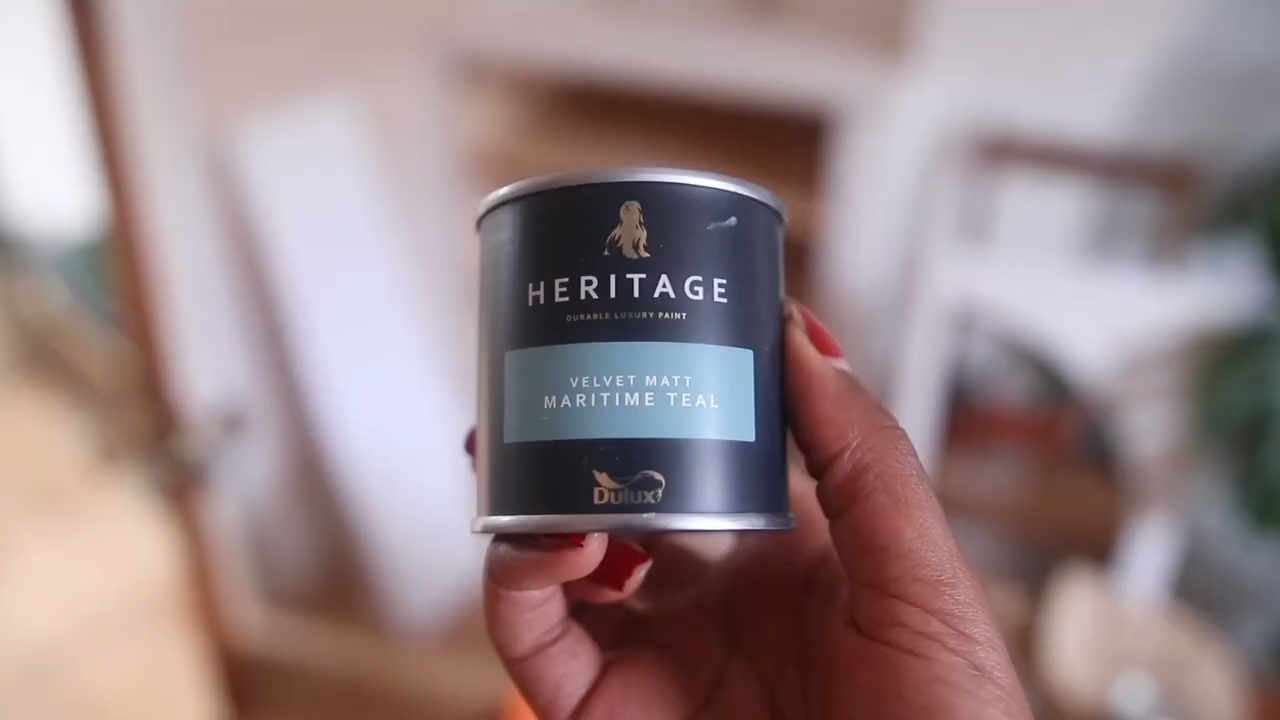 HERITAGE
DURABLE LUXURY PAINT
VELVET MATT
MARITIME TEAL
Dulux